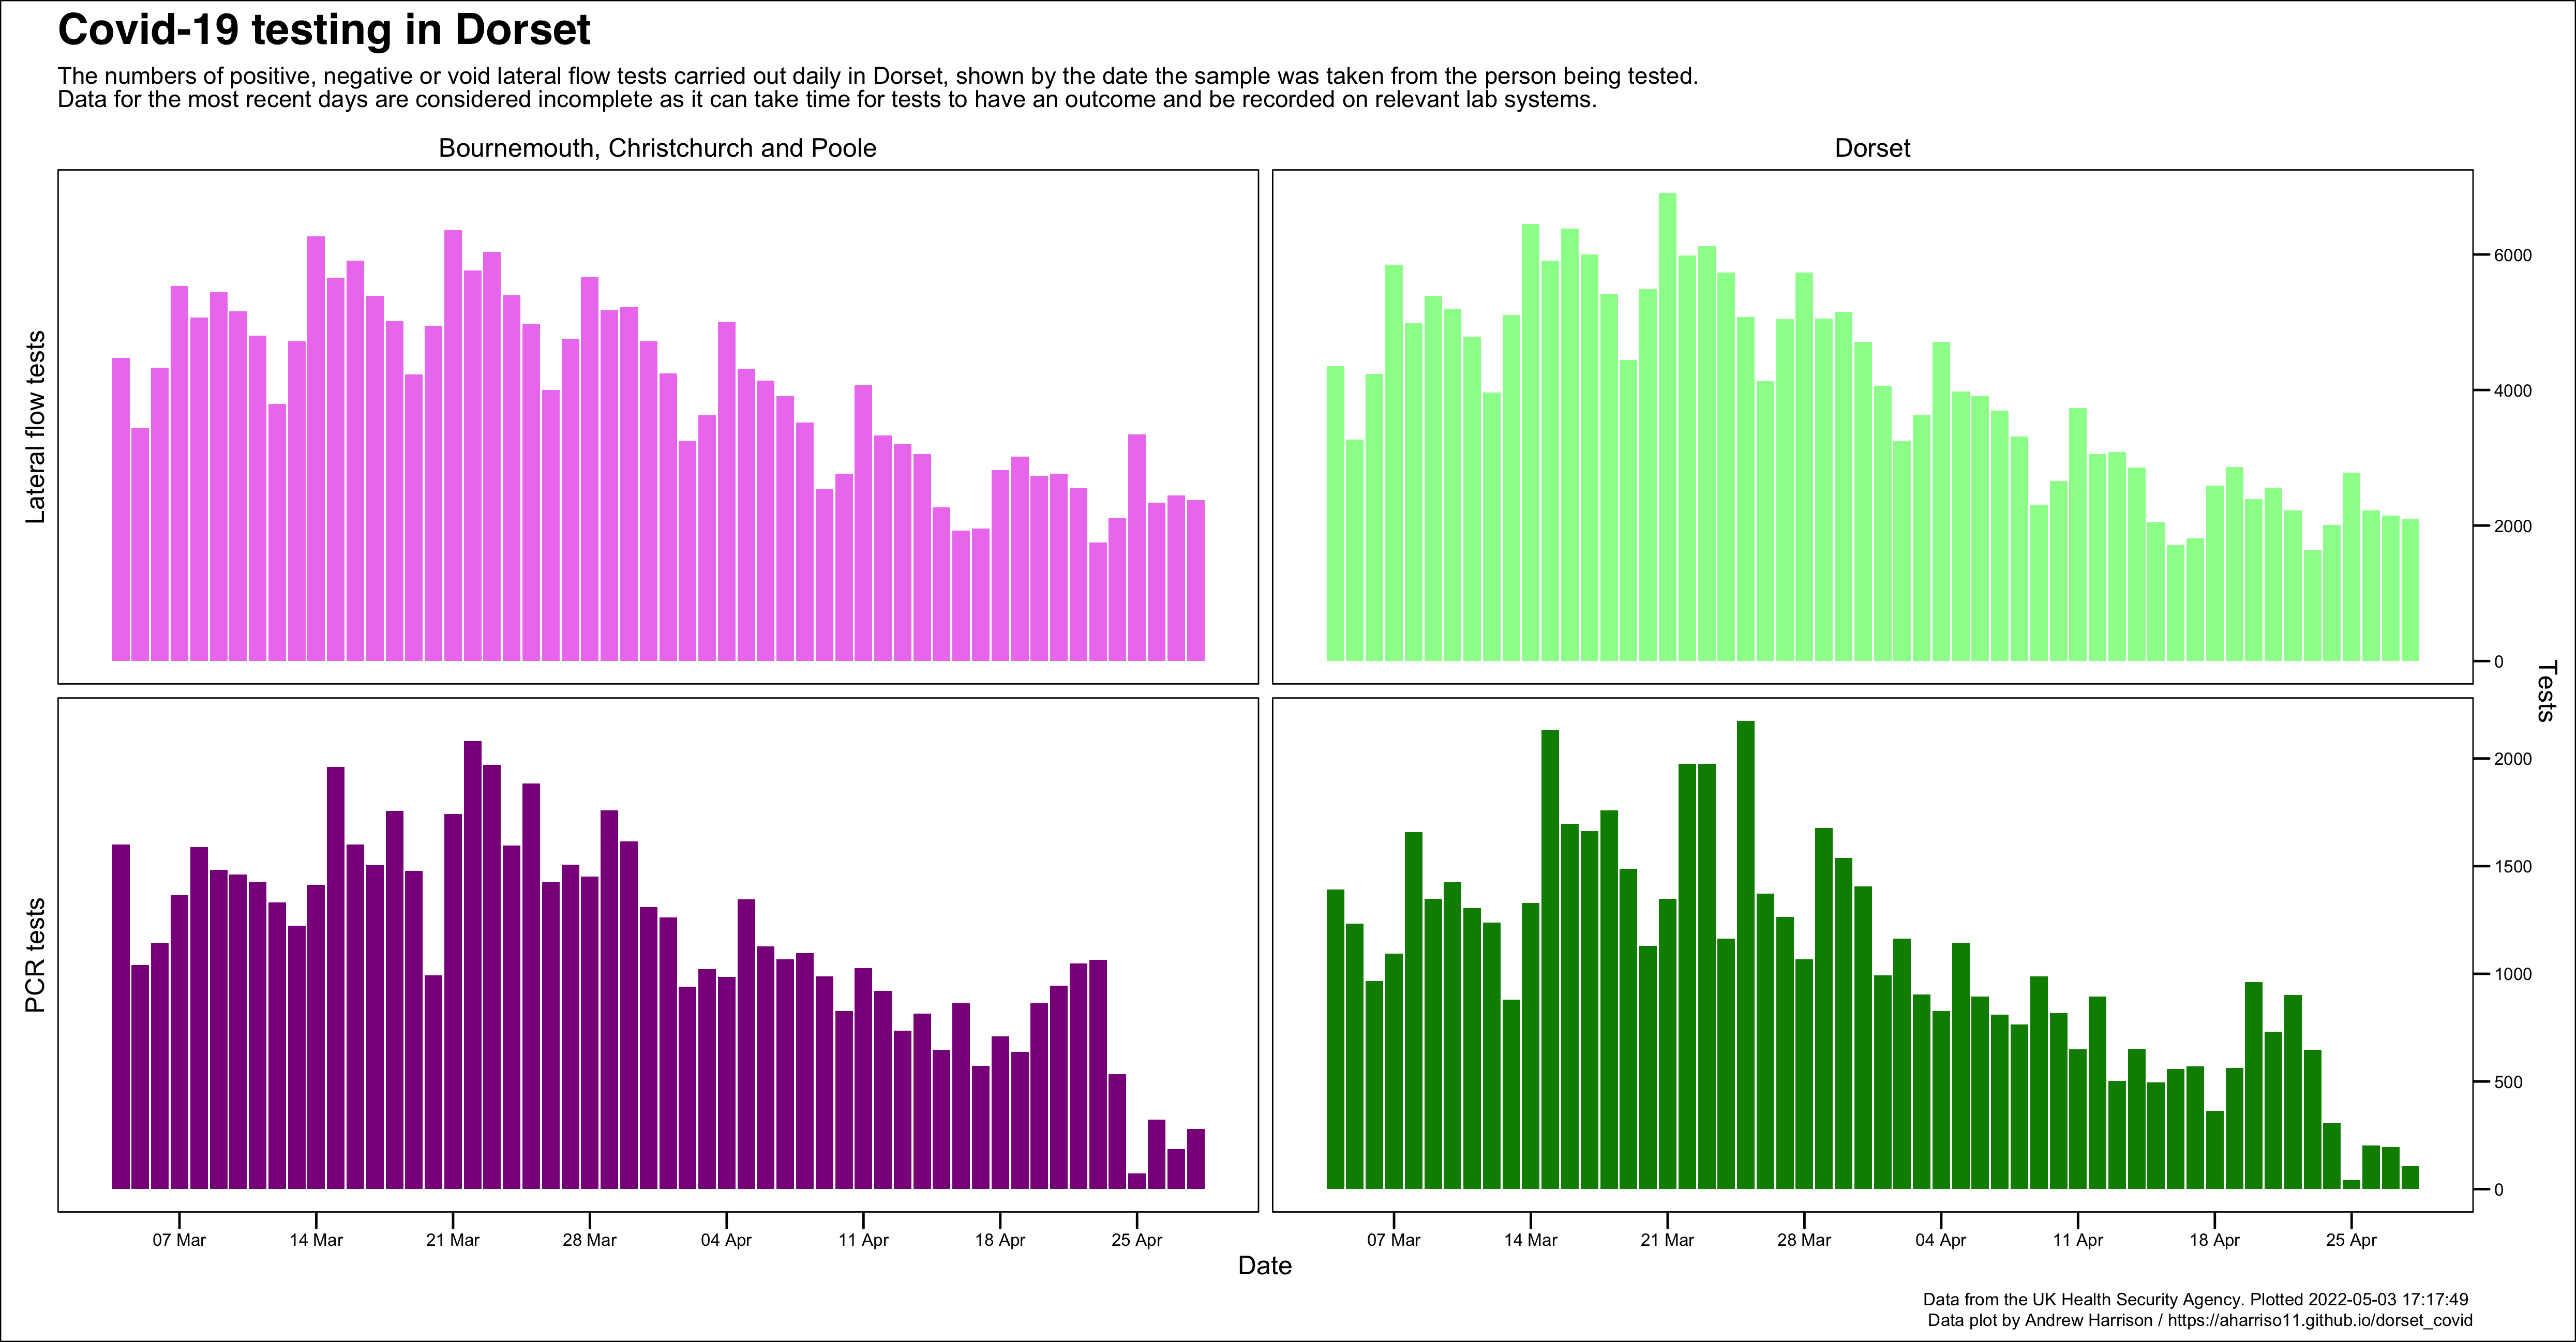 Covid-19 testing in Dorset
The numbers of positive, negative or void lateral flow tests carried out daily in Dorset, shown by the date the sample was taken from the person being tested.
Data for the most recent days are considered incomplete as it can take time for tests to have an outcome and be recorded on relevant lab systems.
Bournemouth, Christchurch and Poole
Dorset
Lateral flow tests
6000
4000
2000
0
Tests
PCR tests
2000
1500
1000
500
0
07 Mar 14 Mar 21 Mar 28 Mar 04 Apr 11 Apr 18 Apr 25 Apr
07 Mar 14 Mar 21 Mar 28 Mar 04 Apr 11 Apr 18 Apr 25 Apr
Date
Data from the UK Health Security Agency. Plotted 2022-05-03 17:17:49
Data plot by Andrew Harrison / https://aharriso11.github.io/dorset_covid